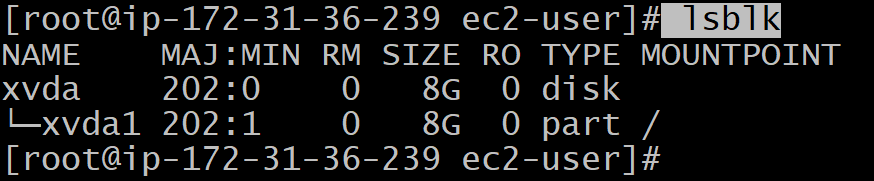 [root@ip-172-31-36-239 ec2-user]# lsblk
NAME    MAJ:MIN RM SIZE RO TYPE MOUNTPOINT
xvda    202:0    0   8G  0 disk
└─xvda1 202:1    0   8G  0 part /
[root@ip-172-31-36-239 ec2-user]#